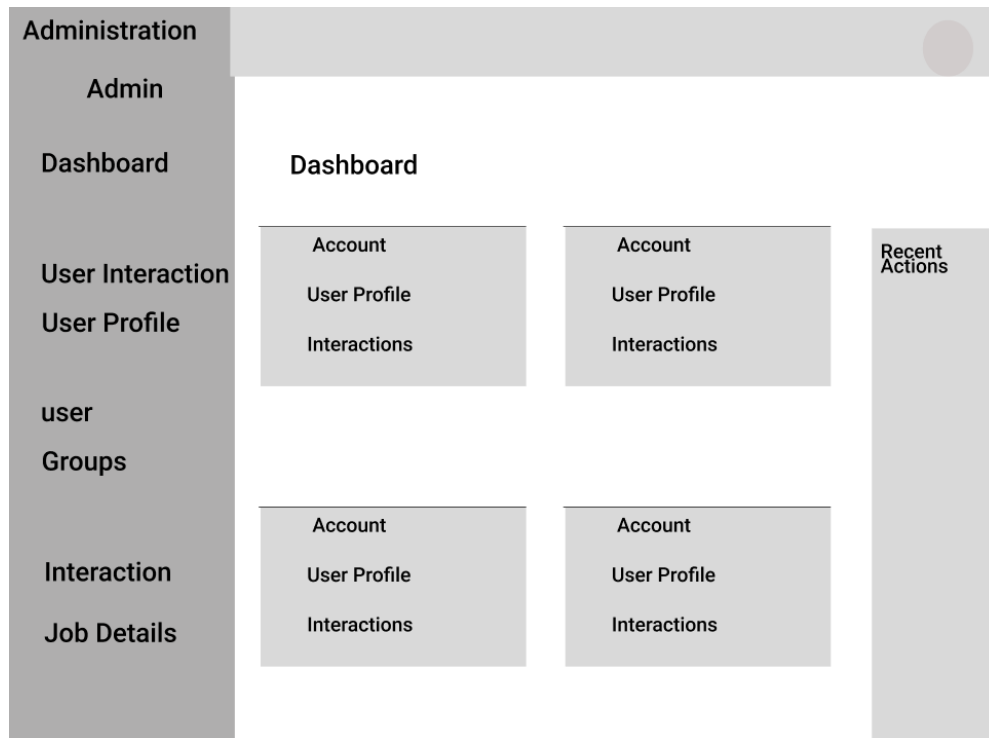 Administration
Admin
Dashboard
User Interaction
User Profile
user
Groups
Interaction
Job Details
Dashboard
Account
User Profile
Interactions
Account
User Profile
Interactions
Account
User Profile
Interactions
Account
User Profile
Interactions
Recent
Actions